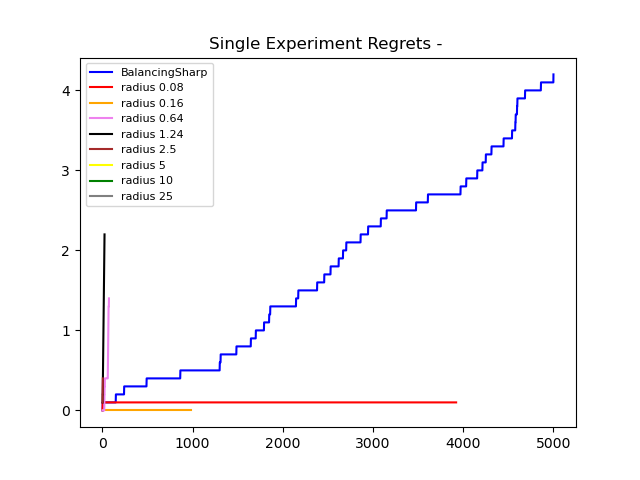 Single Experiment Regrets -
BalancingSharp
radius 0.08
radius 0.16
radius 0.64
radius 1.24
radius 2.5
radius 5
radius 10
radius 25
4
3
2
1
0
0 1000 2000 3000 4000 5000